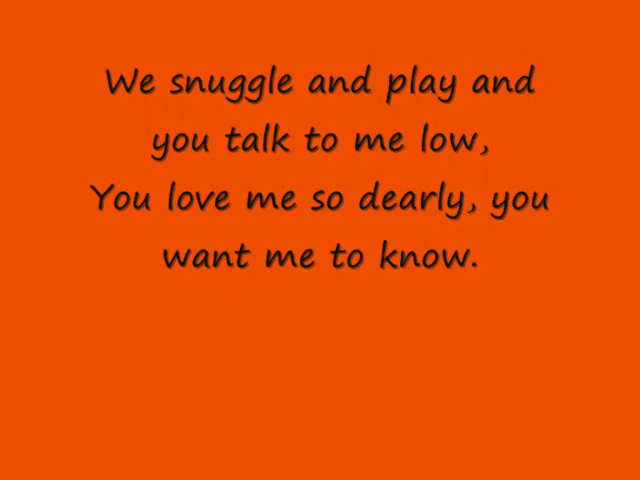 We snuggle and play and
you talk to me low,
You love me so dearly, you
want me to know.